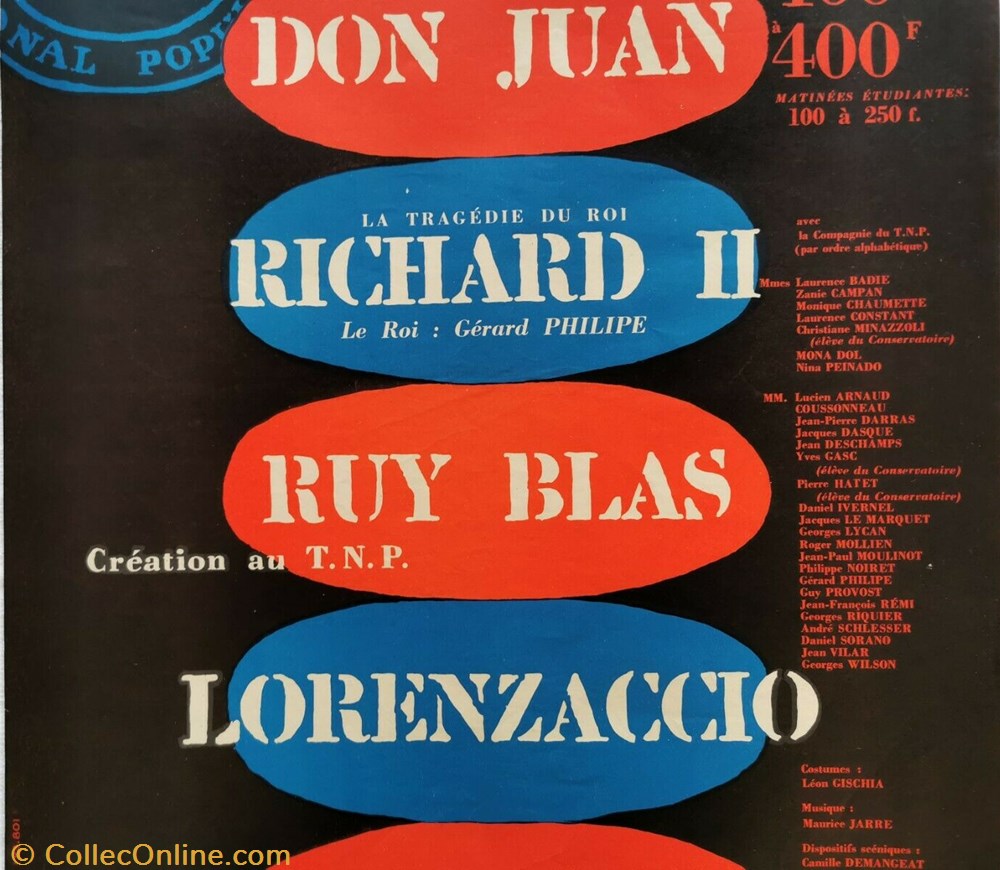 NAL POPU
DON JUAN
à
400 F
MATINÉES ÉTUDIANTES:
100 à 250 f.
LA TRAGÉDIE DU ROI
RICHARD II
Le Roi : Gérard PHILIPE
RUY BLAS
Création au T.N.P.
LORENZACCIO
avec
la Compagnie du T.N.P.
(par ordre alphabétique)
Mmes Laurence BADIE
Zanie CAMPAN
Monique CHAUMETTE
Laurence CONSTANT
Christiane MINAZZOLI
(élève du Conservatoire)
MONA DOL
Nina PEINADO
MM. Lucien ARNAUD
COUSSONNEAU
Jean-Pierre DARRAS
Jacques DASQUE
Jean DESCHAMPS
Yves GASC
(élève du Conservatoire)
Pierre HATET
(élève du Conservatoire)
Daniel IVERNEL
Jacques LE MARQUET
Georges LYCAN
Roger MOLLIEN
Jean-Paul MOULINOT
Philippe NOIRET
Gérard PHILIPE
Guy PROVOST
Jean-François RÉMI
Georges RIQUIER
André SCHLESSER
Daniel SORANO
Jean VILAR
Georges WILSON
Costumes :
Léon GISCHIA
Musique :
Maurice JARRE
Dispositifs scéniques :
Camille DEMANGEAT
© CollecOnline.com